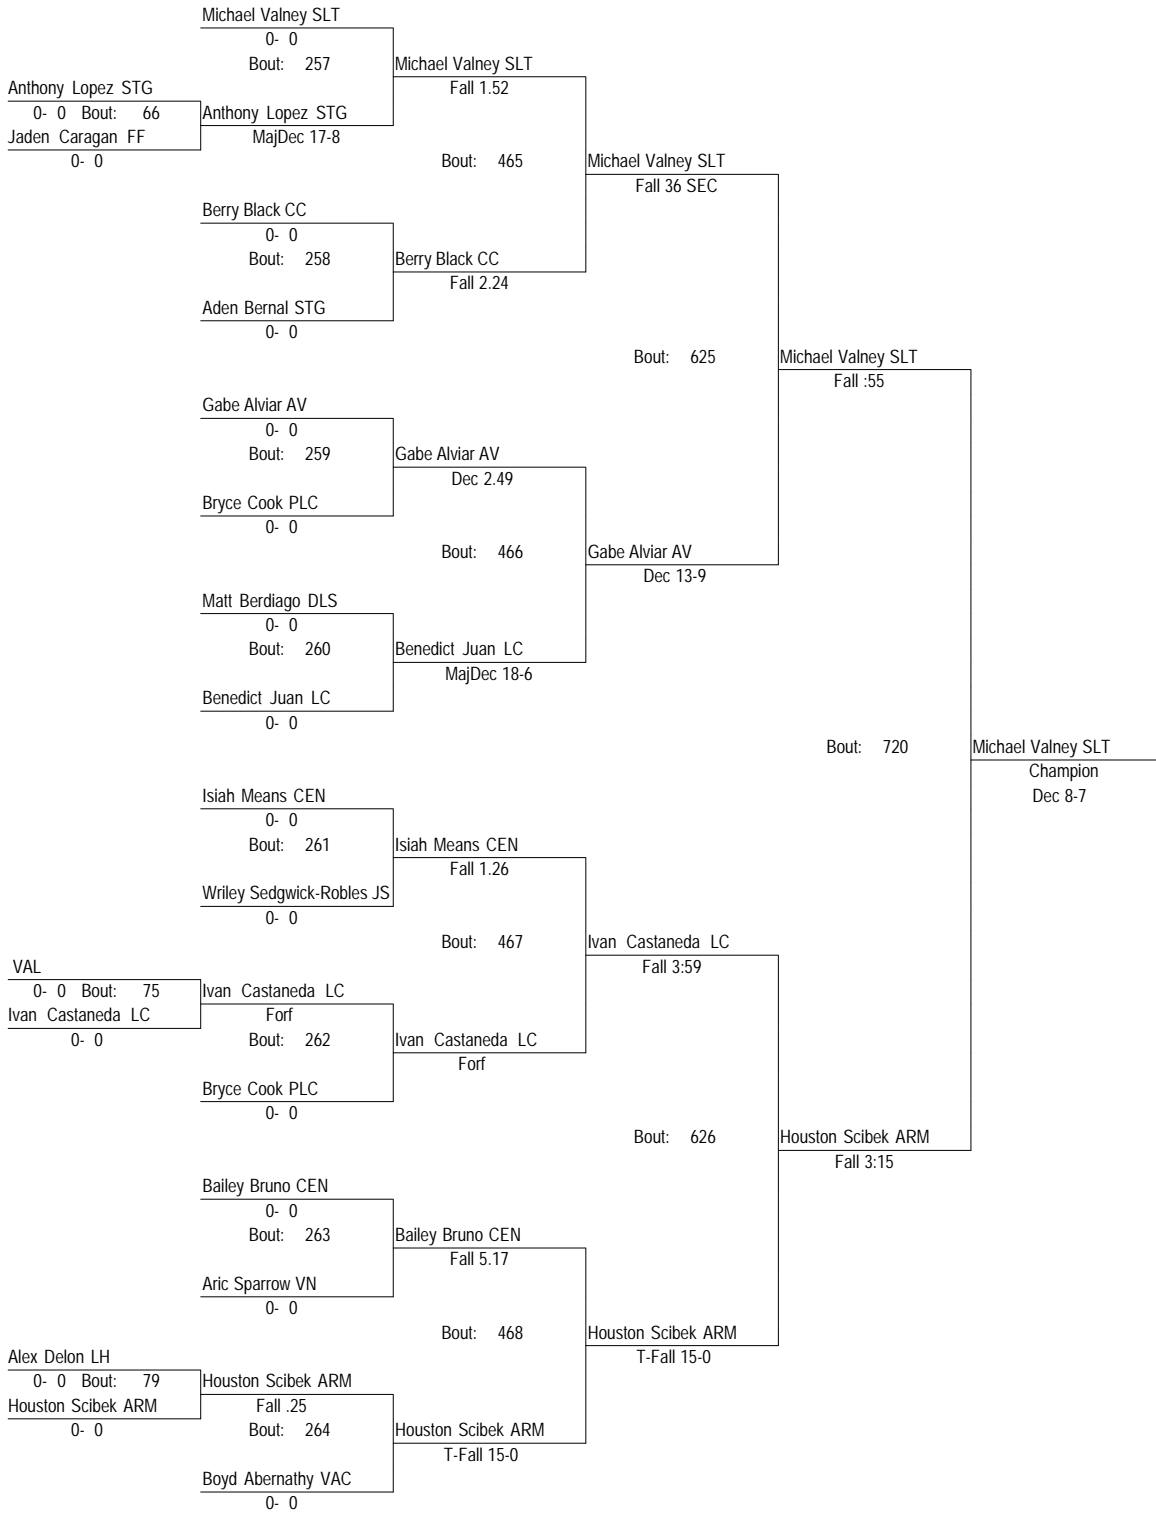 Michael Valney SLT
0- 0
Bout: 257
Michael Valney SLT
Fall 1.52
Anthony Lopez STG
0- 0 Bout: 66
Anthony Lopez STG
Jaden Caragan FF
MajDec 17-8
0- 0
Bout: 465
Michael Valney SLT
Fall 36 SEC
Berry Black CC
0- 0
Bout: 258
Berry Black CC
Fall 2.24
Aden Bernal STG
0- 0
Bout: 625
Michael Valney SLT
Fall :55
Gabe Alviar AV
0- 0
Bout: 259
Gabe Alviar AV
Dec 2.49
Bryce Cook PLC
0- 0
Bout: 466
Gabe Alviar AV
Dec 13-9
Matt Berdiago DLS
0- 0
Bout: 260
Benedict Juan LC
MajDec 18-6
Benedict Juan LC
0- 0
Bout: 720
Michael Valney SLT
Champion
Dec 8-7
Isiah Means CEN
0- 0
Bout: 261
Isiah Means CEN
Fall 1.26
Wriley Sedgwick-Robles JS
0- 0
Bout: 467
Ivan Castaneda LC
Fall 3:59
VAL
0- 0 Bout: 75
Ivan Castaneda LC
Ivan Castaneda LC
Forf
0- 0
Bout: 262
Ivan Castaneda LC
Forf
Bryce Cook PLC
0- 0
Bout: 626
Houston Scibek ARM
Fall 3:15
Bailey Bruno CEN
0- 0
Bout: 263
Bailey Bruno CEN
Fall 5.17
Aric Sparrow VN
0- 0
Bout: 468
Houston Scibek ARM
T-Fall 15-0
Alex Delon LH
0- 0 Bout: 79
Houston Scibek ARM
Houston Scibek ARM
Fall .25
0- 0
Bout: 264
Houston Scibek ARM
T-Fall 15-0
Boyd Abernathy VAC
0- 0